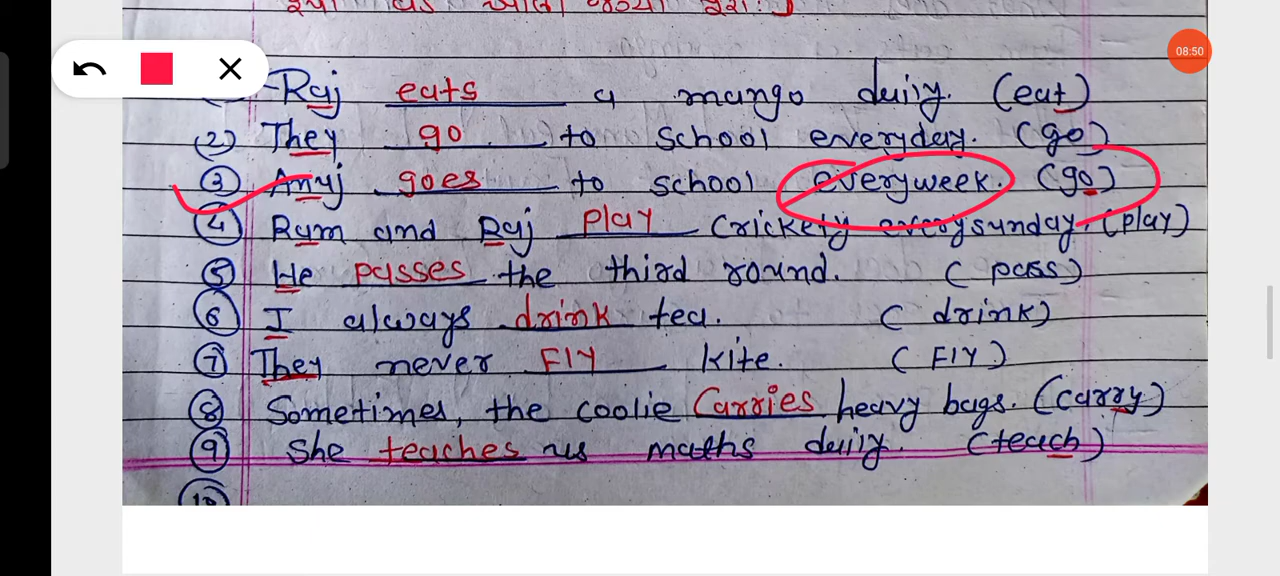 08:50
Raj eats a mango daily. (eat)
(2) They go to school everyday. (go)
(3) Anuj goes to school everyweek. (go)
(4) Ram and Raj play Crickety everysunday. (play)
(5) He passes the third round. (pass)
(6) I always drink tea. (drink)
(7) They never Fly kite. (Fly)
(8) Sometimes, the coolie Carries heavy bags. (carry)
(9) She teaches us maths daily. (teach)
(10)